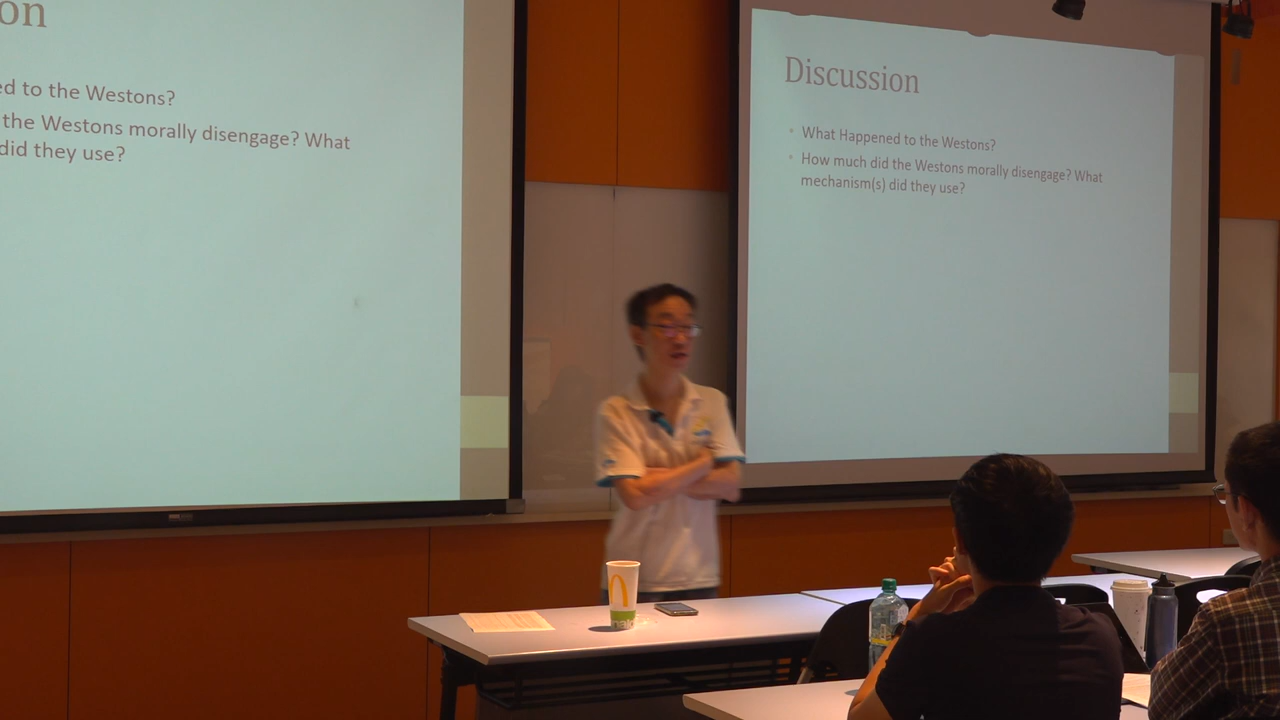 on
ed to the Westons?
the Westons morally disengage? What
did they use?
Discussion
What Happened to the Westons?
How much did the Westons morally disengage? What
mechanism(s) did they use?